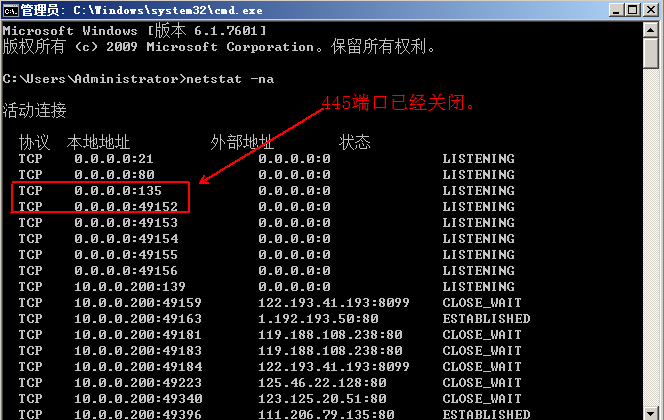 管理员: C:\Windows\system32\cmd.exe
Microsoft Windows [版本 6.1.7601]
版权所有 (c) 2009 Microsoft Corporation。保留所有权利。
C:\Users\Administrator>netstat -na
445端口已经关闭。
活动连接
协议 本地地址 外部地址 状态
TCP 0.0.0.0:21 0.0.0.0:0 LISTENING
TCP 0.0.0.0:80 0.0.0.0:0 LISTENING
TCP 0.0.0.0:135 0.0.0.0:0 LISTENING
TCP 0.0.0.0:49152 0.0.0.0:0 LISTENING
TCP 0.0.0.0:49153 0.0.0.0:0 LISTENING
TCP 0.0.0.0:49154 0.0.0.0:0 LISTENING
TCP 0.0.0.0:49155 0.0.0.0:0 LISTENING
TCP 0.0.0.0:49156 0.0.0.0:0 LISTENING
TCP 10.0.0.200:139 0.0.0.0:0 LISTENING
TCP 10.0.0.200:49159 122.193.41.193:8099 CLOSE_WAIT
TCP 10.0.0.200:49163 1.192.193.50:80 ESTABLISHED
TCP 10.0.0.200:49181 119.188.108.238:80 CLOSE_WAIT
TCP 10.0.0.200:49183 119.188.108.238:80 CLOSE_WAIT
TCP 10.0.0.200:49184 122.193.41.193:8099 CLOSE_WAIT
TCP 10.0.0.200:49223 125.46.22.128:80 CLOSE_WAIT
TCP 10.0.0.200:49340 123.125.20.51:80 CLOSE_WAIT
TCP 10.0.0.200:49396 111.206.79.135:80 ESTABLISHED